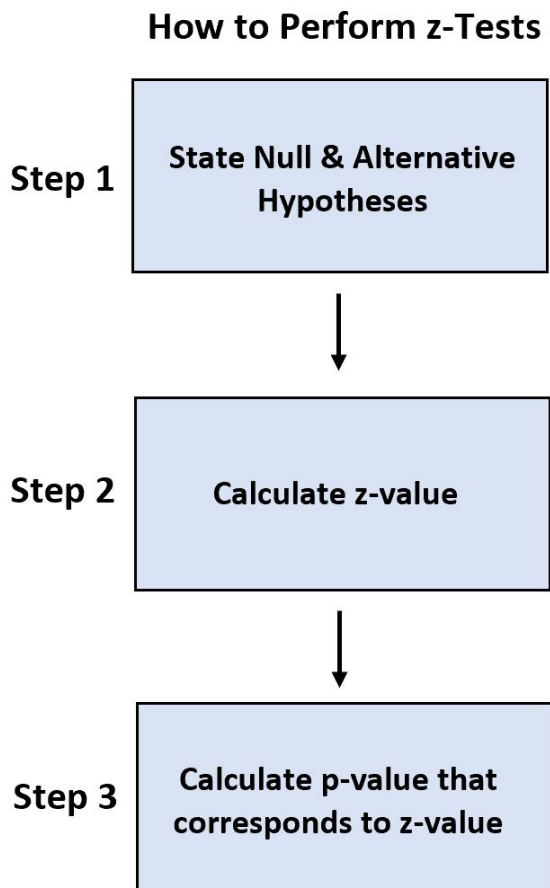 How to Perform z-Tests
Step 1
State Null & Alternative
Hypotheses
Step 2
Calculate z-value
Step 3
Calculate p-value that
corresponds to z-value